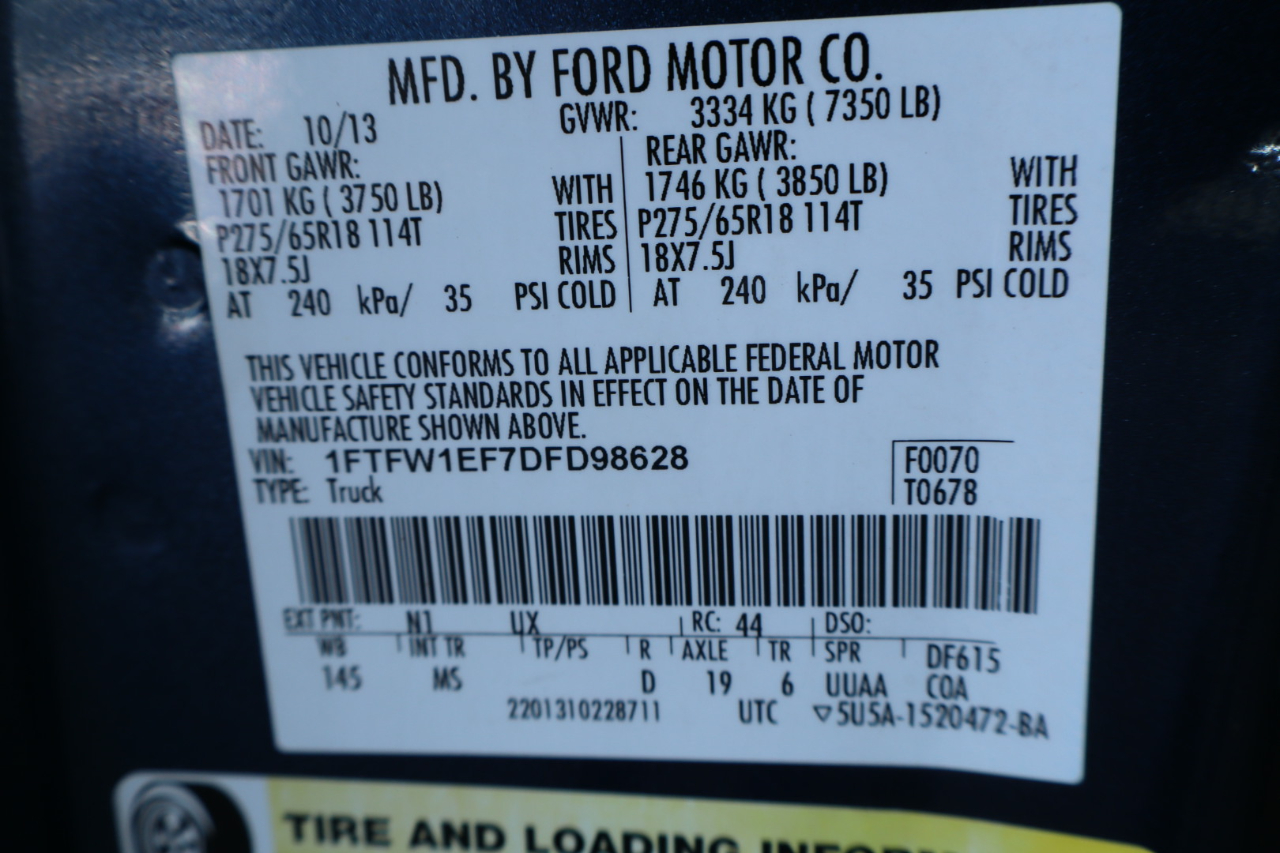 MFD. BY FORD MOTOR CO.
DATE: 10/13 GVWR: 3334 KG ( 7350 LB)
FRONT GAWR: REAR GAWR:
1701 KG ( 3750 LB) WITH 1746 KG ( 3850 LB) WITH
P275/65R18 114T TIRES P275/65R18 114T TIRES
18X7.5J RIMS 18X7.5J RIMS
AT 240 kPa/ 35 PSI COLD AT 240 kPa/ 35 PSI COLD
THIS VEHICLE CONFORMS TO ALL APPLICABLE FEDERAL MOTOR
VEHICLE SAFETY STANDARDS IN EFFECT ON THE DATE OF
MANUFACTURE SHOWN ABOVE.
VIN: 1FTFW1EF7DFD98628 F0070
TYPE: Truck T0678
EXT PNT: N1 UX RC: 44 DSO:
WB INT TR TP/PS R AXLE TR SPR DF615
145 MS D 19 6 UUAA COA
2201310228711 UTC ▽5U5A-1520472-BA
TIRE AND LOADING